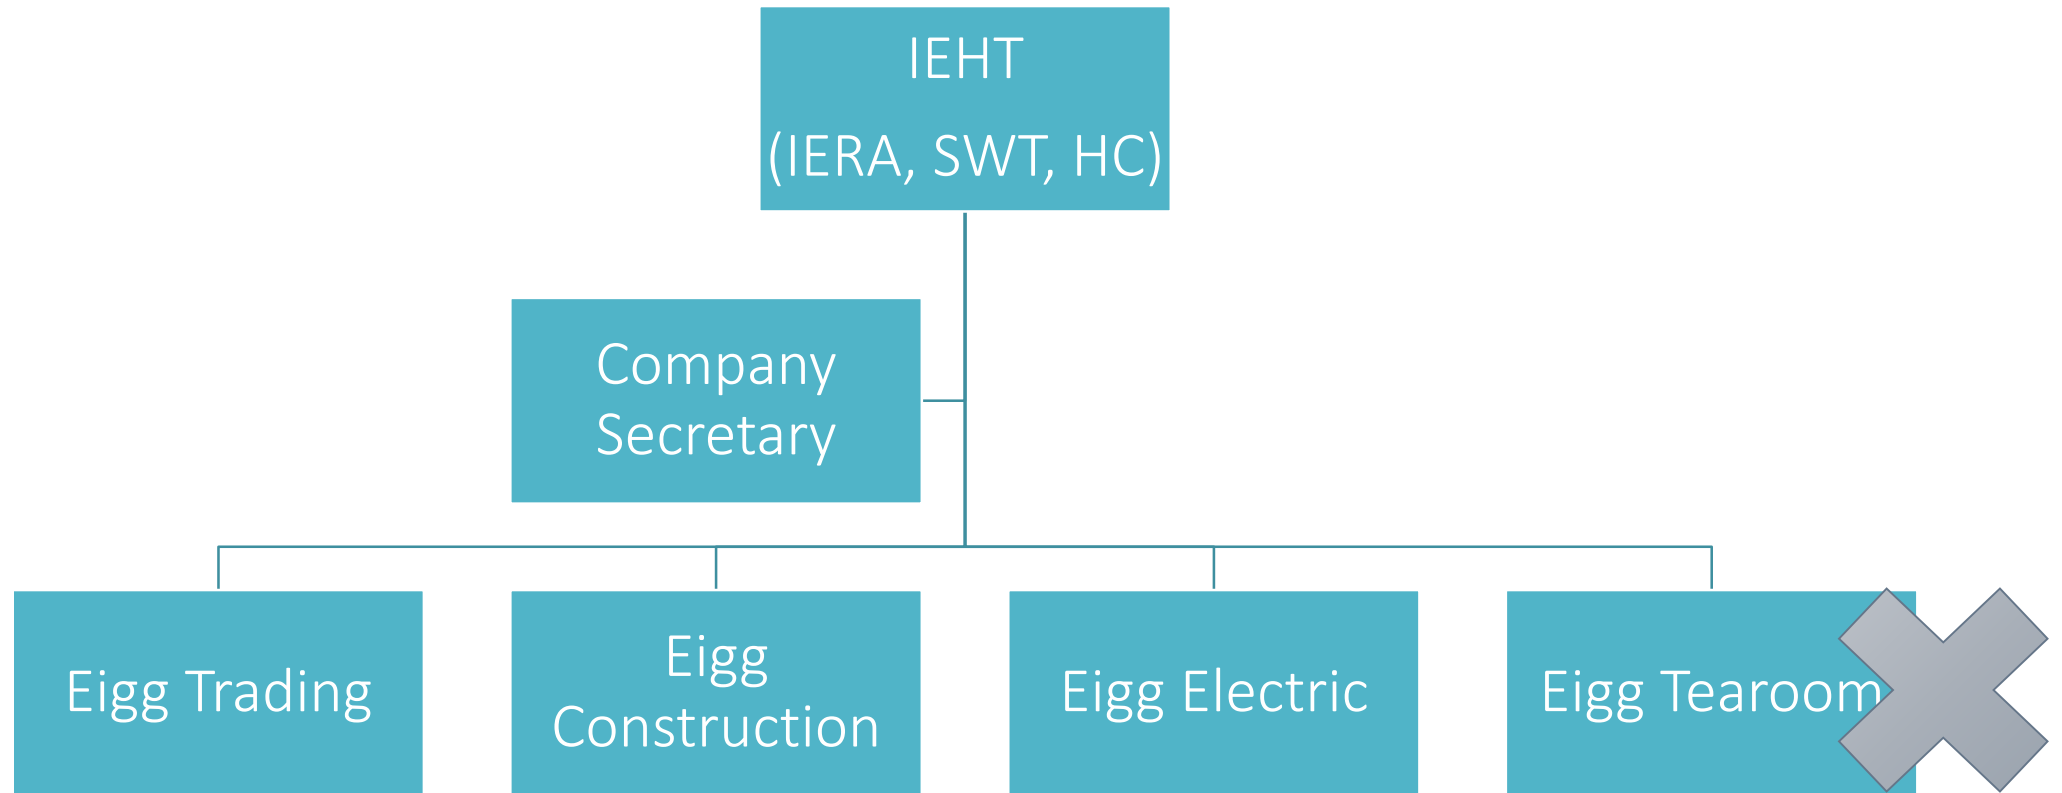 IEHT
(IERA, SWT, HC)
Company
Secretary
Eigg Trading
Eigg
Construction
Eigg Electric
Eigg Tearoom